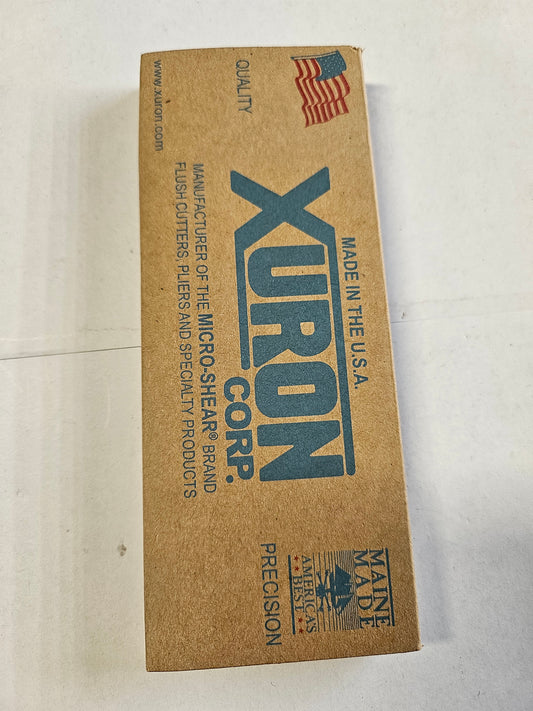 MADE IN THE U.S.A.
XURON
CORP.
MANUFACTURER OF THE MICRO-SHEAR® BRAND
FLUSH CUTTERS, PLIERS AND SPECIALTY PRODUCTS
QUALITY
www.xuron.com
MAINE
MADE
AMERICA'S
BEST
PRECISION